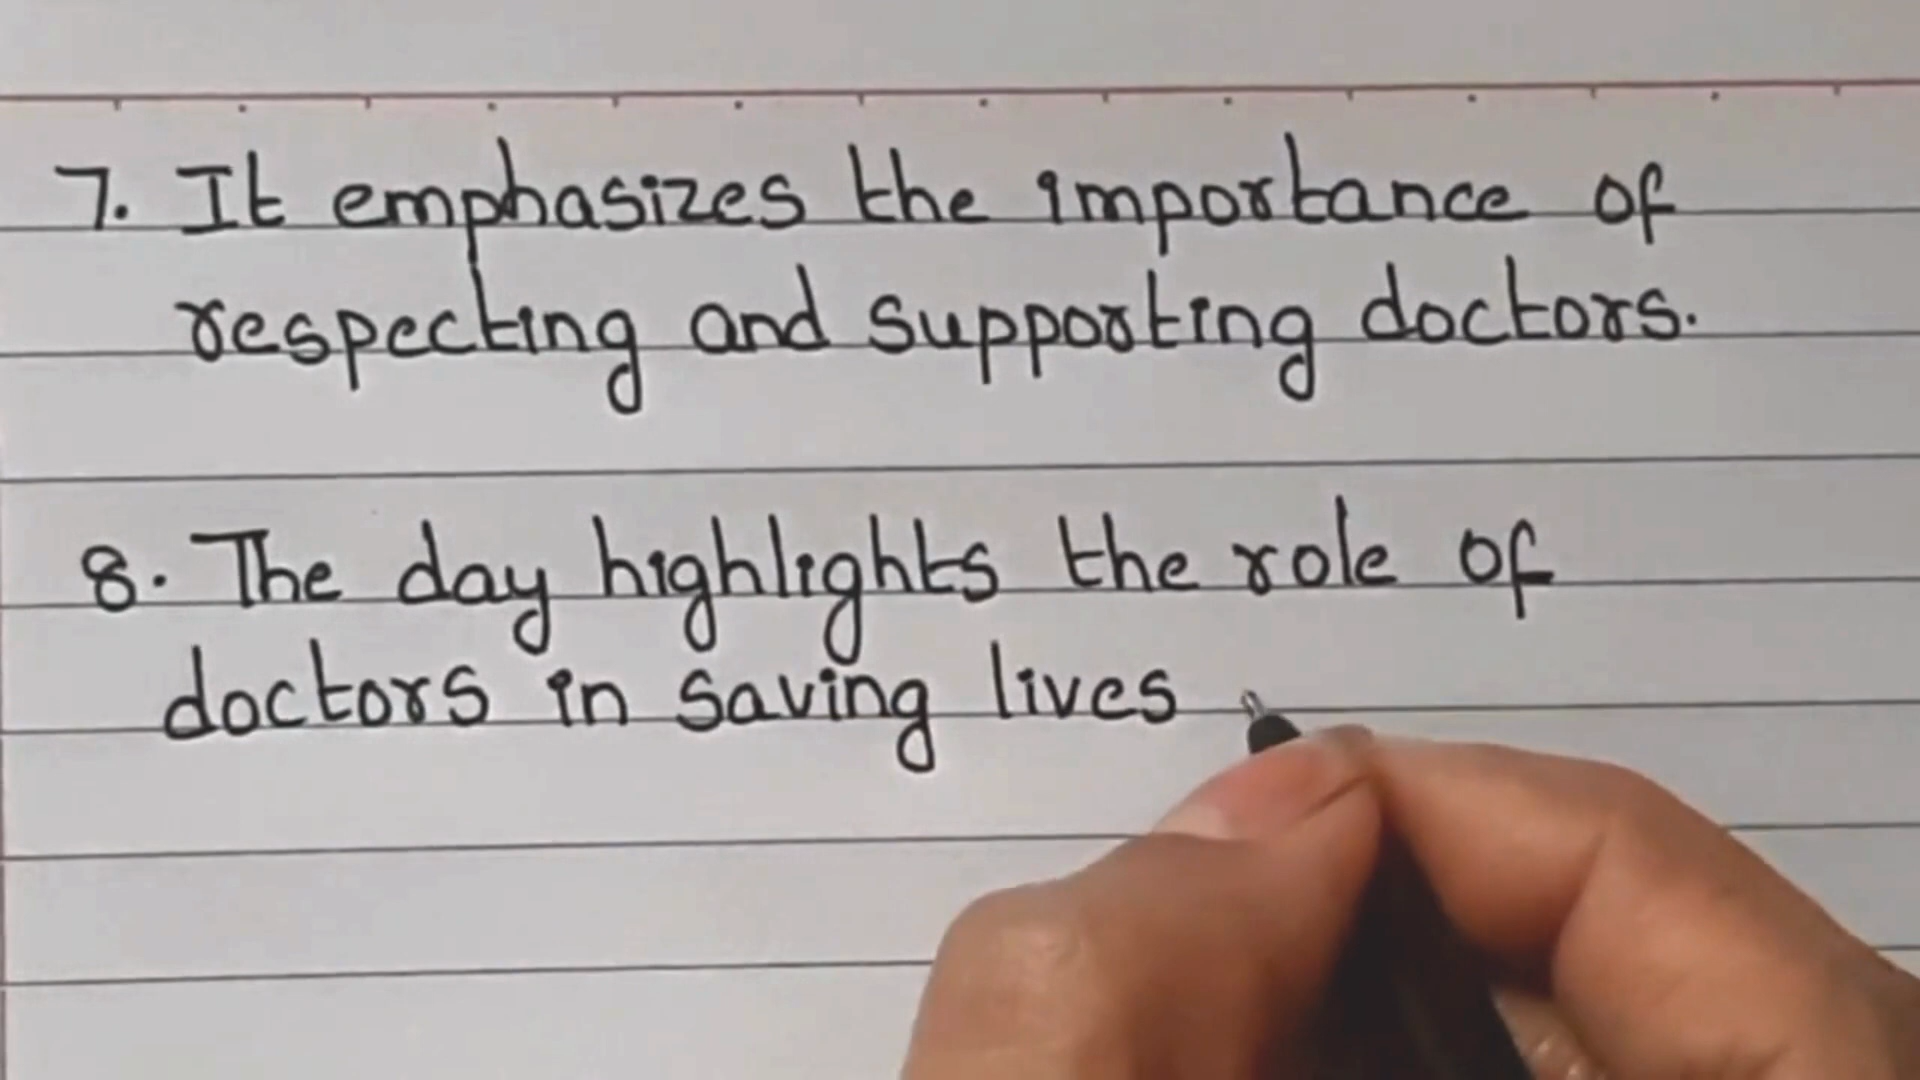 7. It emphasizes the importance of
respecting and supporting doctors.
8. The day highlights the role of
doctors in saving lives